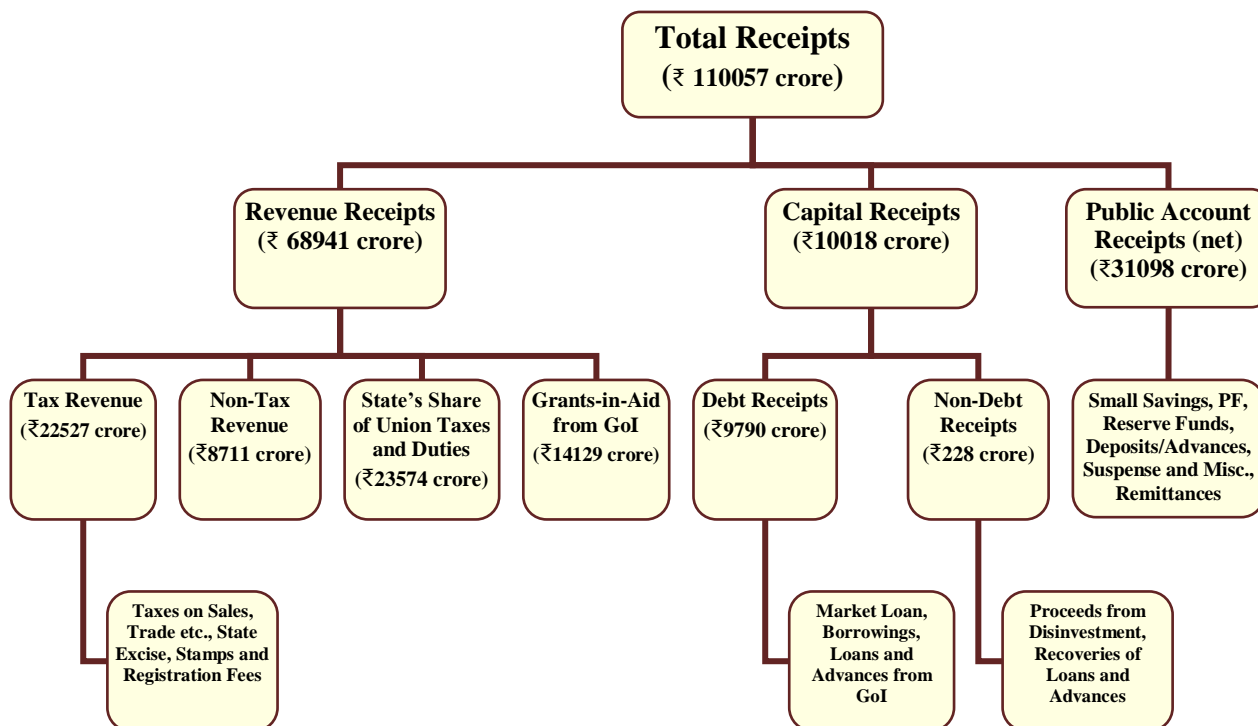 Total Receipts
(₹ 110057 crore)
Revenue Receipts
(₹ 68941 crore)
Capital Receipts
(₹10018 crore)
Public Account
Receipts (net)
(₹31098 crore)
Tax Revenue
(₹22527 crore)
Non-Tax
Revenue
(₹8711 crore)
State’s Share
of Union Taxes
and Duties
(₹23574 crore)
Grants-in-Aid
from GoI
(₹14129 crore)
Debt Receipts
(₹9790 crore)
Non-Debt
Receipts
(₹228 crore)
Small Savings, PF,
Reserve Funds,
Deposits/Advances,
Suspense and Misc.,
Remittances
Taxes on Sales,
Trade etc., State
Excise, Stamps and
Registration Fees
Market Loan,
Borrowings,
Loans and
Advances from
GoI
Proceeds from
Disinvestment,
Recoveries of
Loans and
Advances